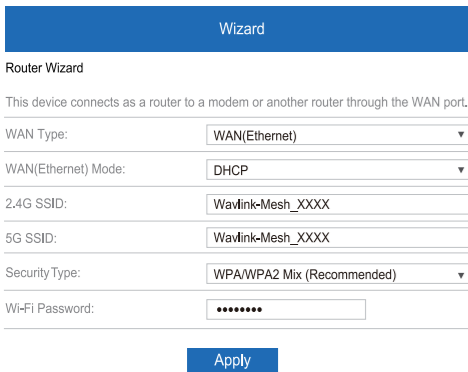 Wizard
Router Wizard
This device connects as a router to a modem or another router through the WAN port.
WAN Type: WAN(Ethernet)
WAN(Ethernet) Mode: DHCP
2.4G SSID: Wavlink-Mesh_XXXX
5G SSID: Wavlink-Mesh_XXXX
Security Type: WPA/WPA2 Mix (Recommended)
Wi-Fi Password: ••••••••
Apply